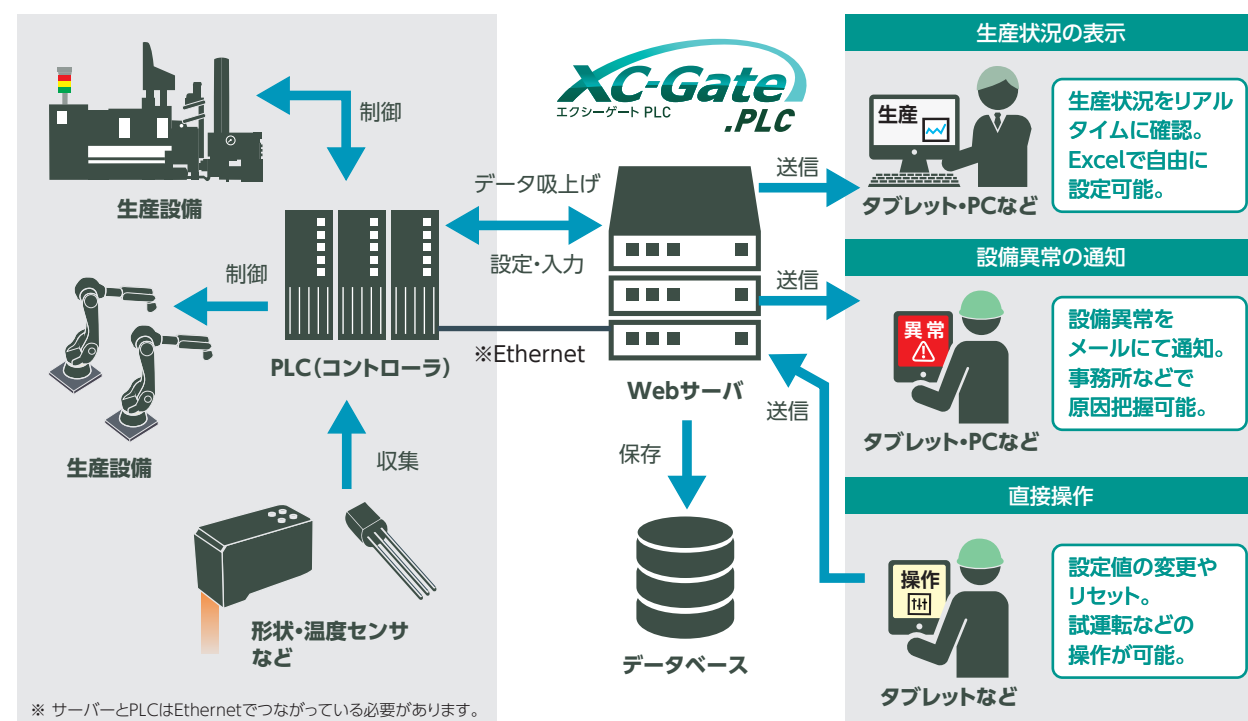 XC-Gate
エクシーゲート PLC
.PLC
制御
生産設備
制御
生産設備
PLC（コントローラ）
収集
形状・温度センサ
など
※ サーバーとPLCはEthernetでつながっている必要があります。
データ吸上げ
設定・入力
※Ethernet
Webサーバ
保存
データベース
送信
送信
送信
生産状況の表示
生産
タブレット・PCなど
生産状況をリアル
タイムに確認。
Excelで自由に
設定可能。
設備異常の通知
異常
タブレット・PCなど
設備異常を
メールにて通知。
事務所などで
原因把握可能。
直接操作
操作
タブレットなど
設定値の変更や
リセット。
試運転などの
操作が可能。